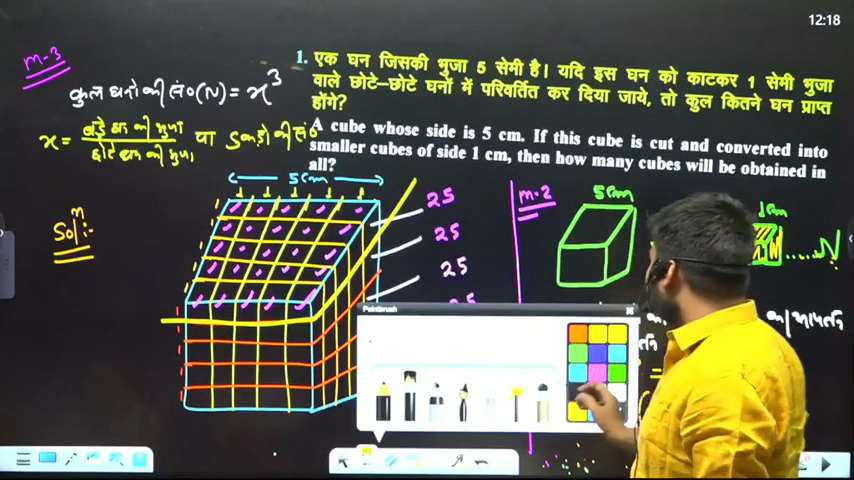 12:18
m-3
कुल घनो की सं० (N) = x³
x = बड़े घन की भुजा / छोटे घन की भुजा या Sकड़ो की सं०
1. एक घन जिसकी भुजा 5 सेमी है। यदि इस घन को काटकर 1 सेमी भुजा
वाले छोटे–छोटे घनों में परिवर्तित कर दिया जाये, तो कुल कितने घन प्राप्त
होंगे?
A cube whose side is 5 cm. If this cube is cut and converted into
smaller cubes of side 1 cm, then how many cubes will be obtained in
all?
Solⁿ:-
5cm
25
25
25
25
m-2
5cm
1cm
.....N
Paintbrush